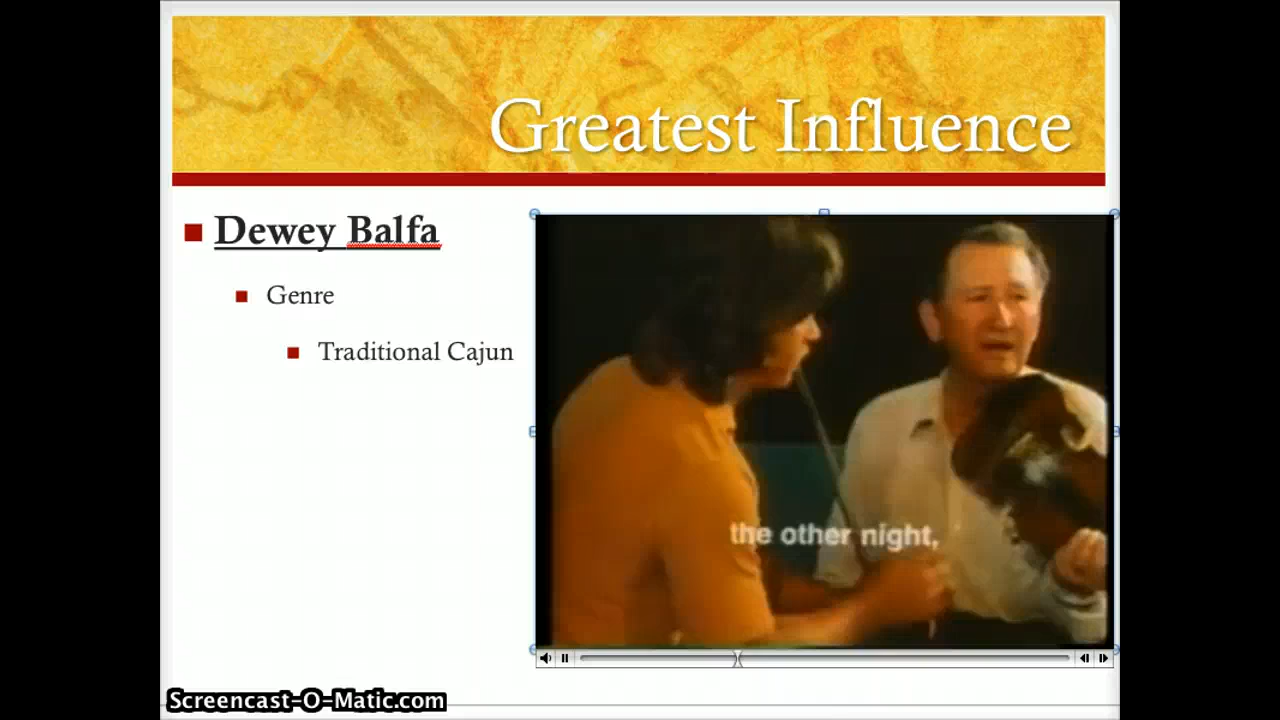 Greatest Influence
Dewey Balfa
Genre
Traditional Cajun
the other night,
Screencast-O-Matic.com